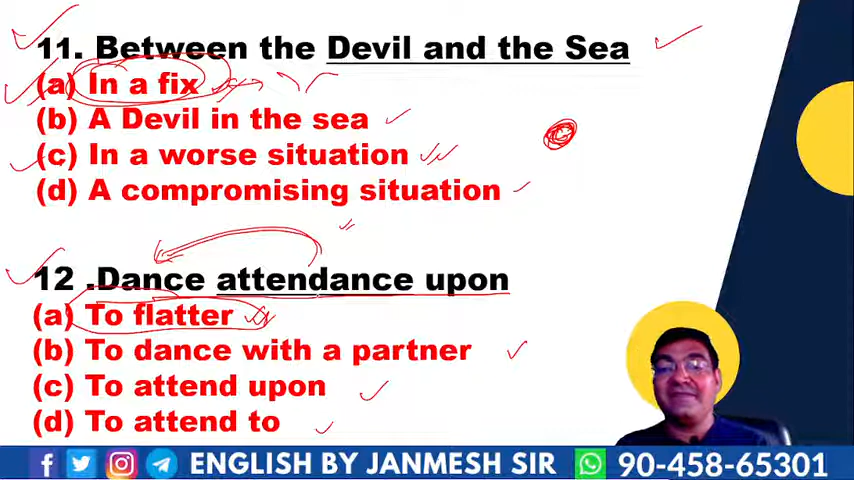 11. Between the Devil and the Sea
(a) In a fix
(b) A Devil in the sea
(c) In a worse situation
(d) A compromising situation
12 .Dance attendance upon
(a) To flatter
(b) To dance with a partner
(c) To attend upon
(d) To attend to
ENGLISH BY JANMESH SIR 90-458-65301